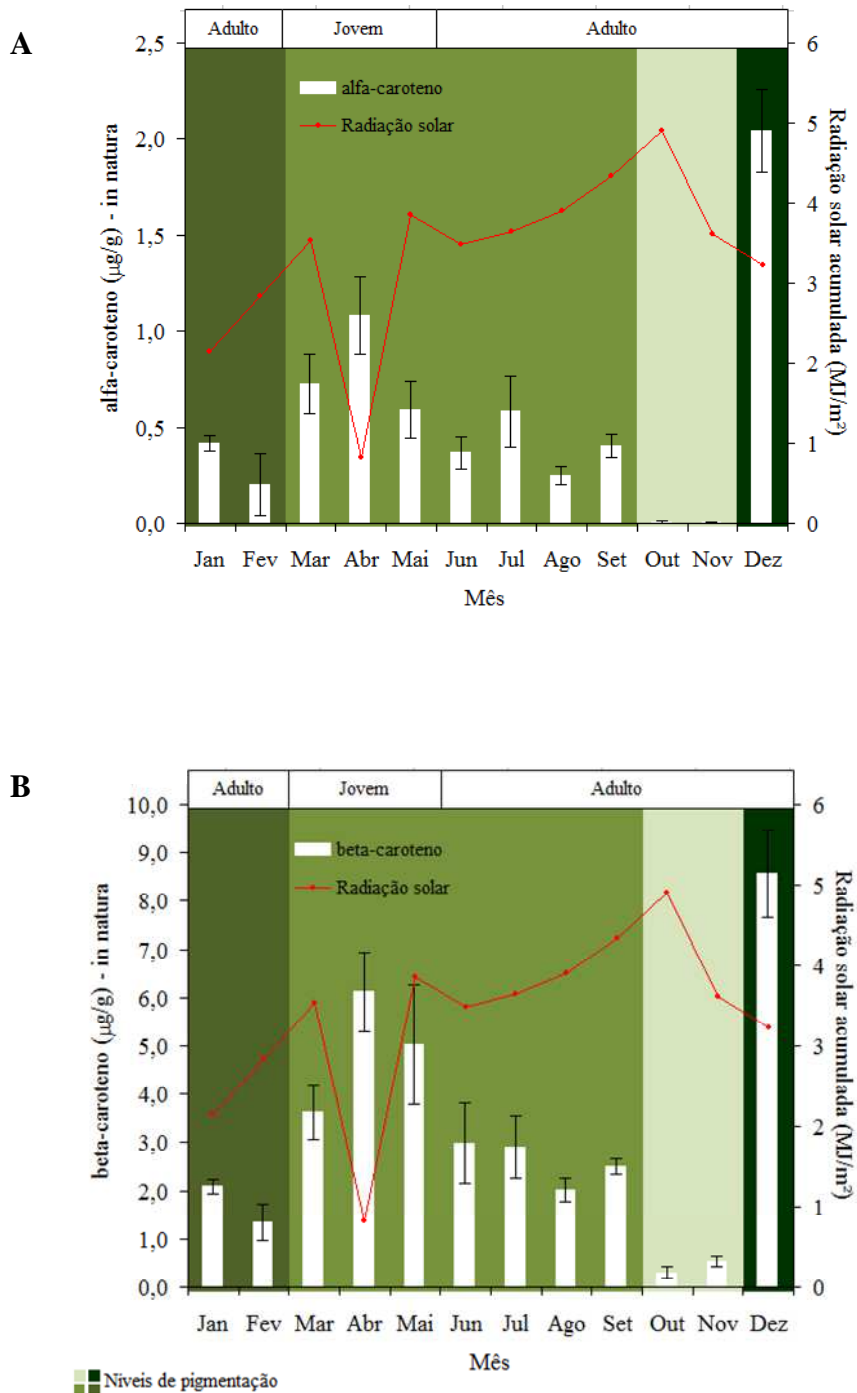 A
Adulto Jovem Adulto
alfa-caroteno (µg/g) - in natura
2,5
2,0
1,5
1,0
0,5
0,0
alfa-caroteno
Radiação solar
6
5
4
3
2
1
0
Radiação solar acumulada (MJ/m²)
Jan Fev Mar Abr Mai Jun Jul Ago Set Out Nov Dez
Mês
B
Adulto Jovem Adulto
beta-caroteno (µg/g) - in natura
10,0
9,0
8,0
7,0
6,0
5,0
4,0
3,0
2,0
1,0
0,0
beta-caroteno
Radiação solar
6
5
4
3
2
1
0
Radiação solar acumulada (MJ/m²)
Jan Fev Mar Abr Mai Jun Jul Ago Set Out Nov Dez
Mês
Niveis de pigmentação